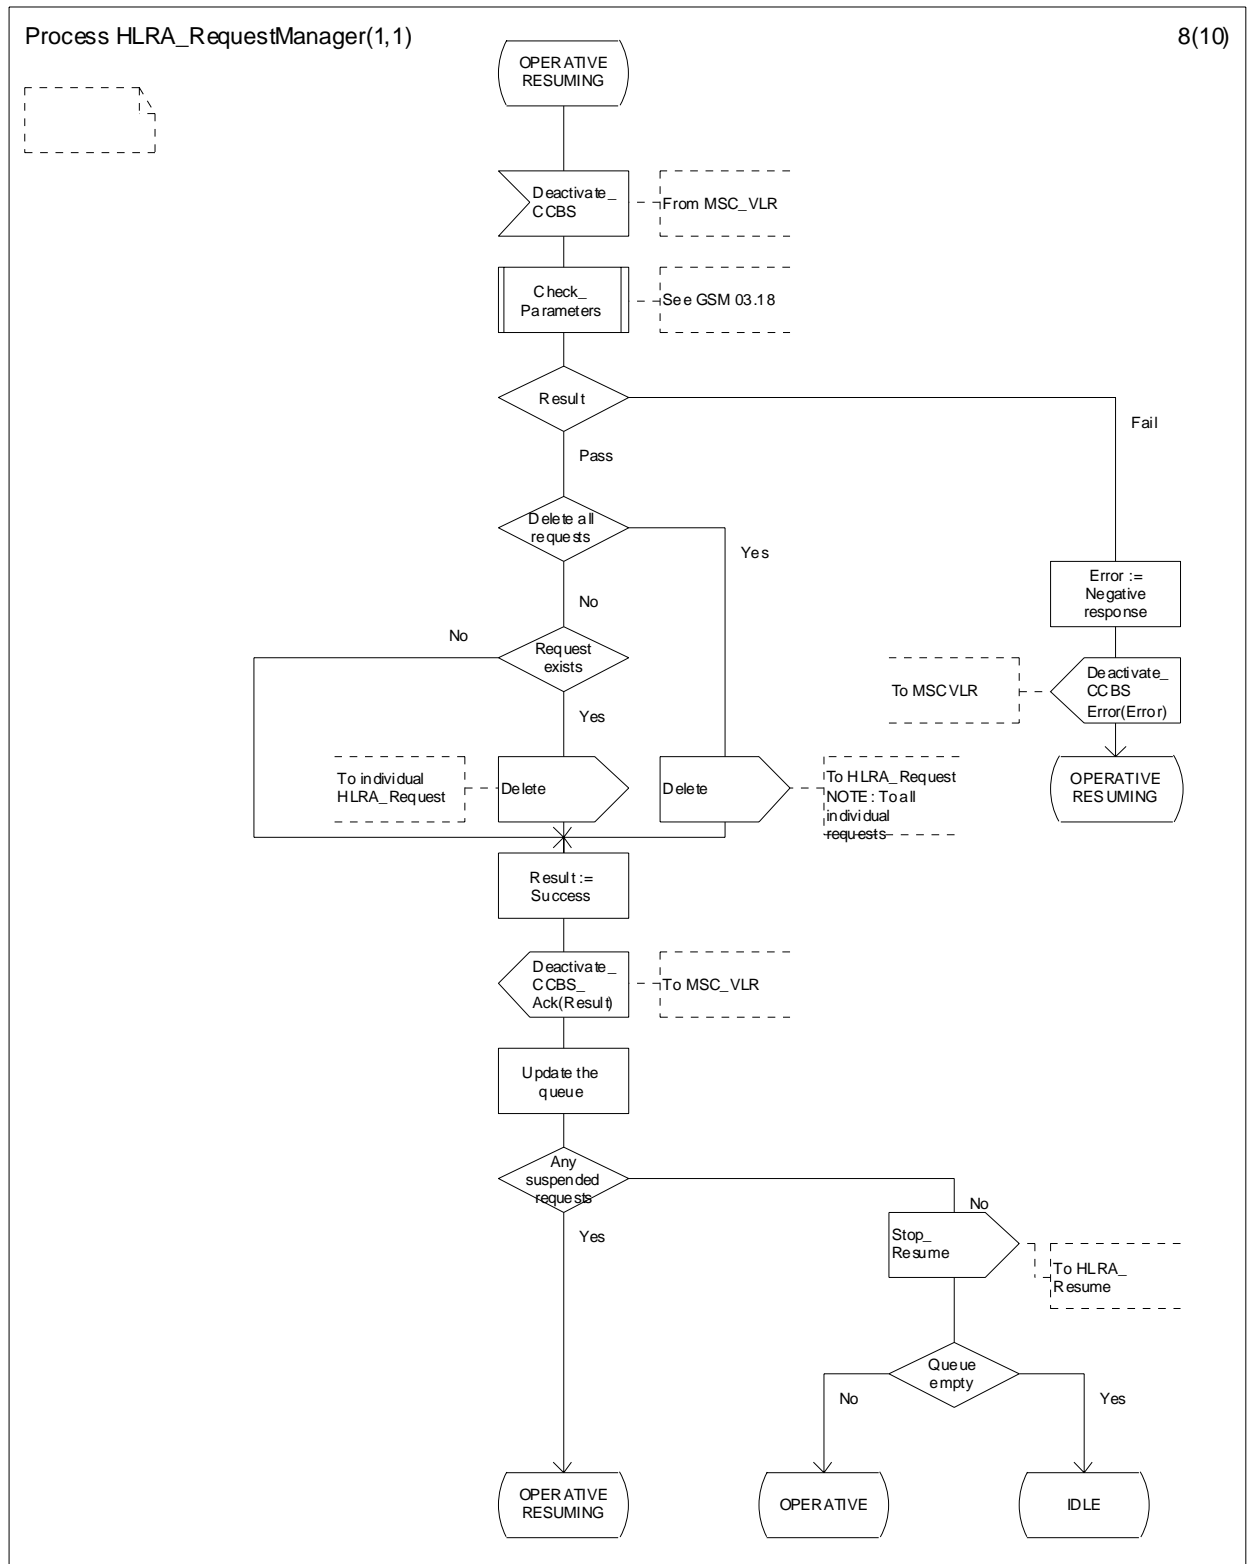 Process HLRA_RequestManager(1,1)
8(10)
OPERATIVE
RESUMING
Deactivate_
CCBS
From MSC_VLR
Check_
Parameters
See GSM 03.18
Result
Fail
Pass
Delete all
requests
Yes
No
Error :=
Negative
response
No
Request
exists
Deactivate_
CCBS
Error(Error)
To MSCVLR
Yes
To individual
HLRA_Request
Delete
Delete
To HLRA_Request
NOTE: To all
individual
requests
OPERATIVE
RESUMING
Result :=
Success
Deactivate_
CCBS_
Ack(Result)
To MSC_VLR
Update the
queue
Any
suspended
requests
No
Yes
Stop_
Resume
To HLRA_
Resume
Queue
empty
No
Yes
OPERATIVE
RESUMING
OPERATIVE
IDLE